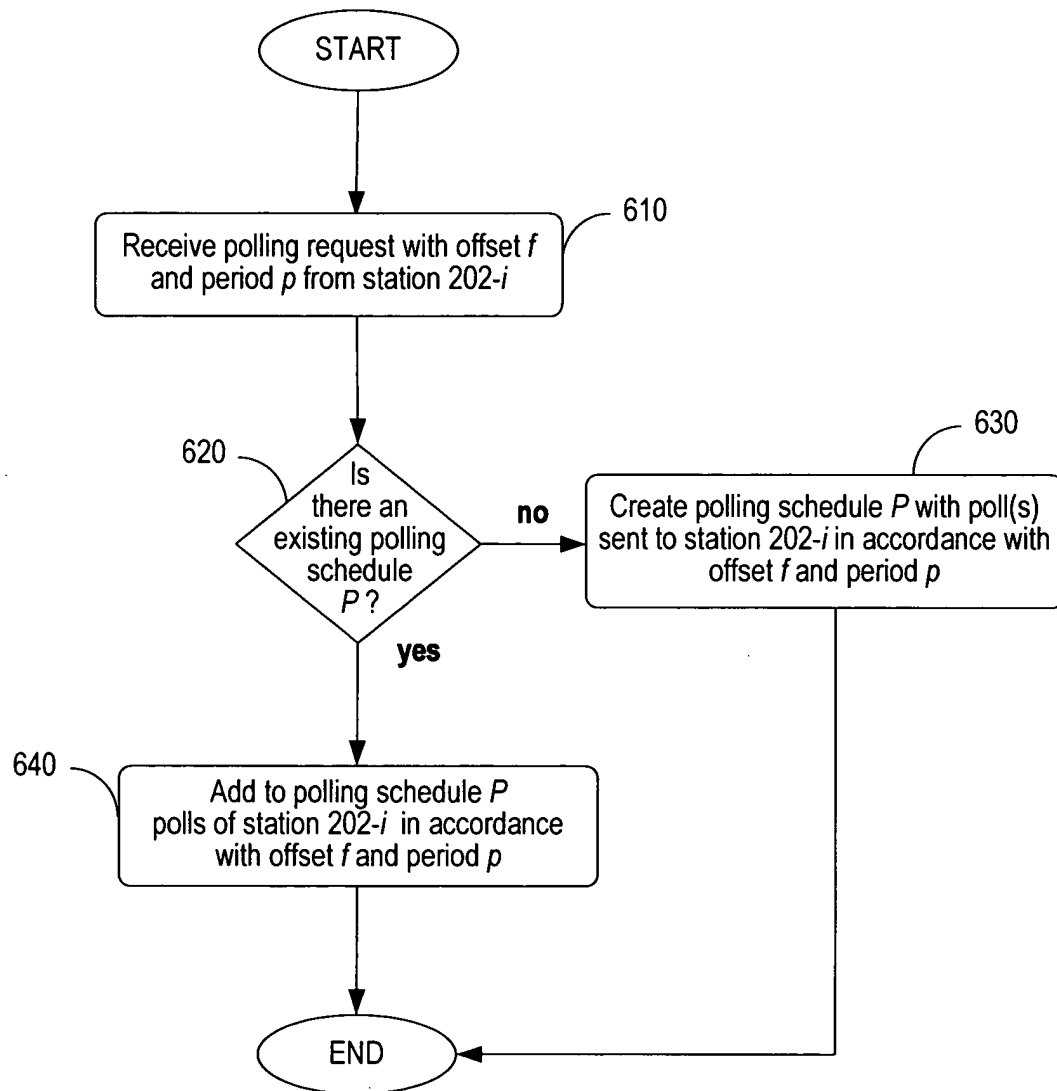 START
610
Receive polling request with offset f
and period p from station 202-i
620
Is
there an
existing polling
schedule
P ?
no
yes
630
Create polling schedule P with poll(s)
sent to station 202-i in accordance with
offset f and period p
640
Add to polling schedule P
polls of station 202-i in accordance
with offset f and period p
END